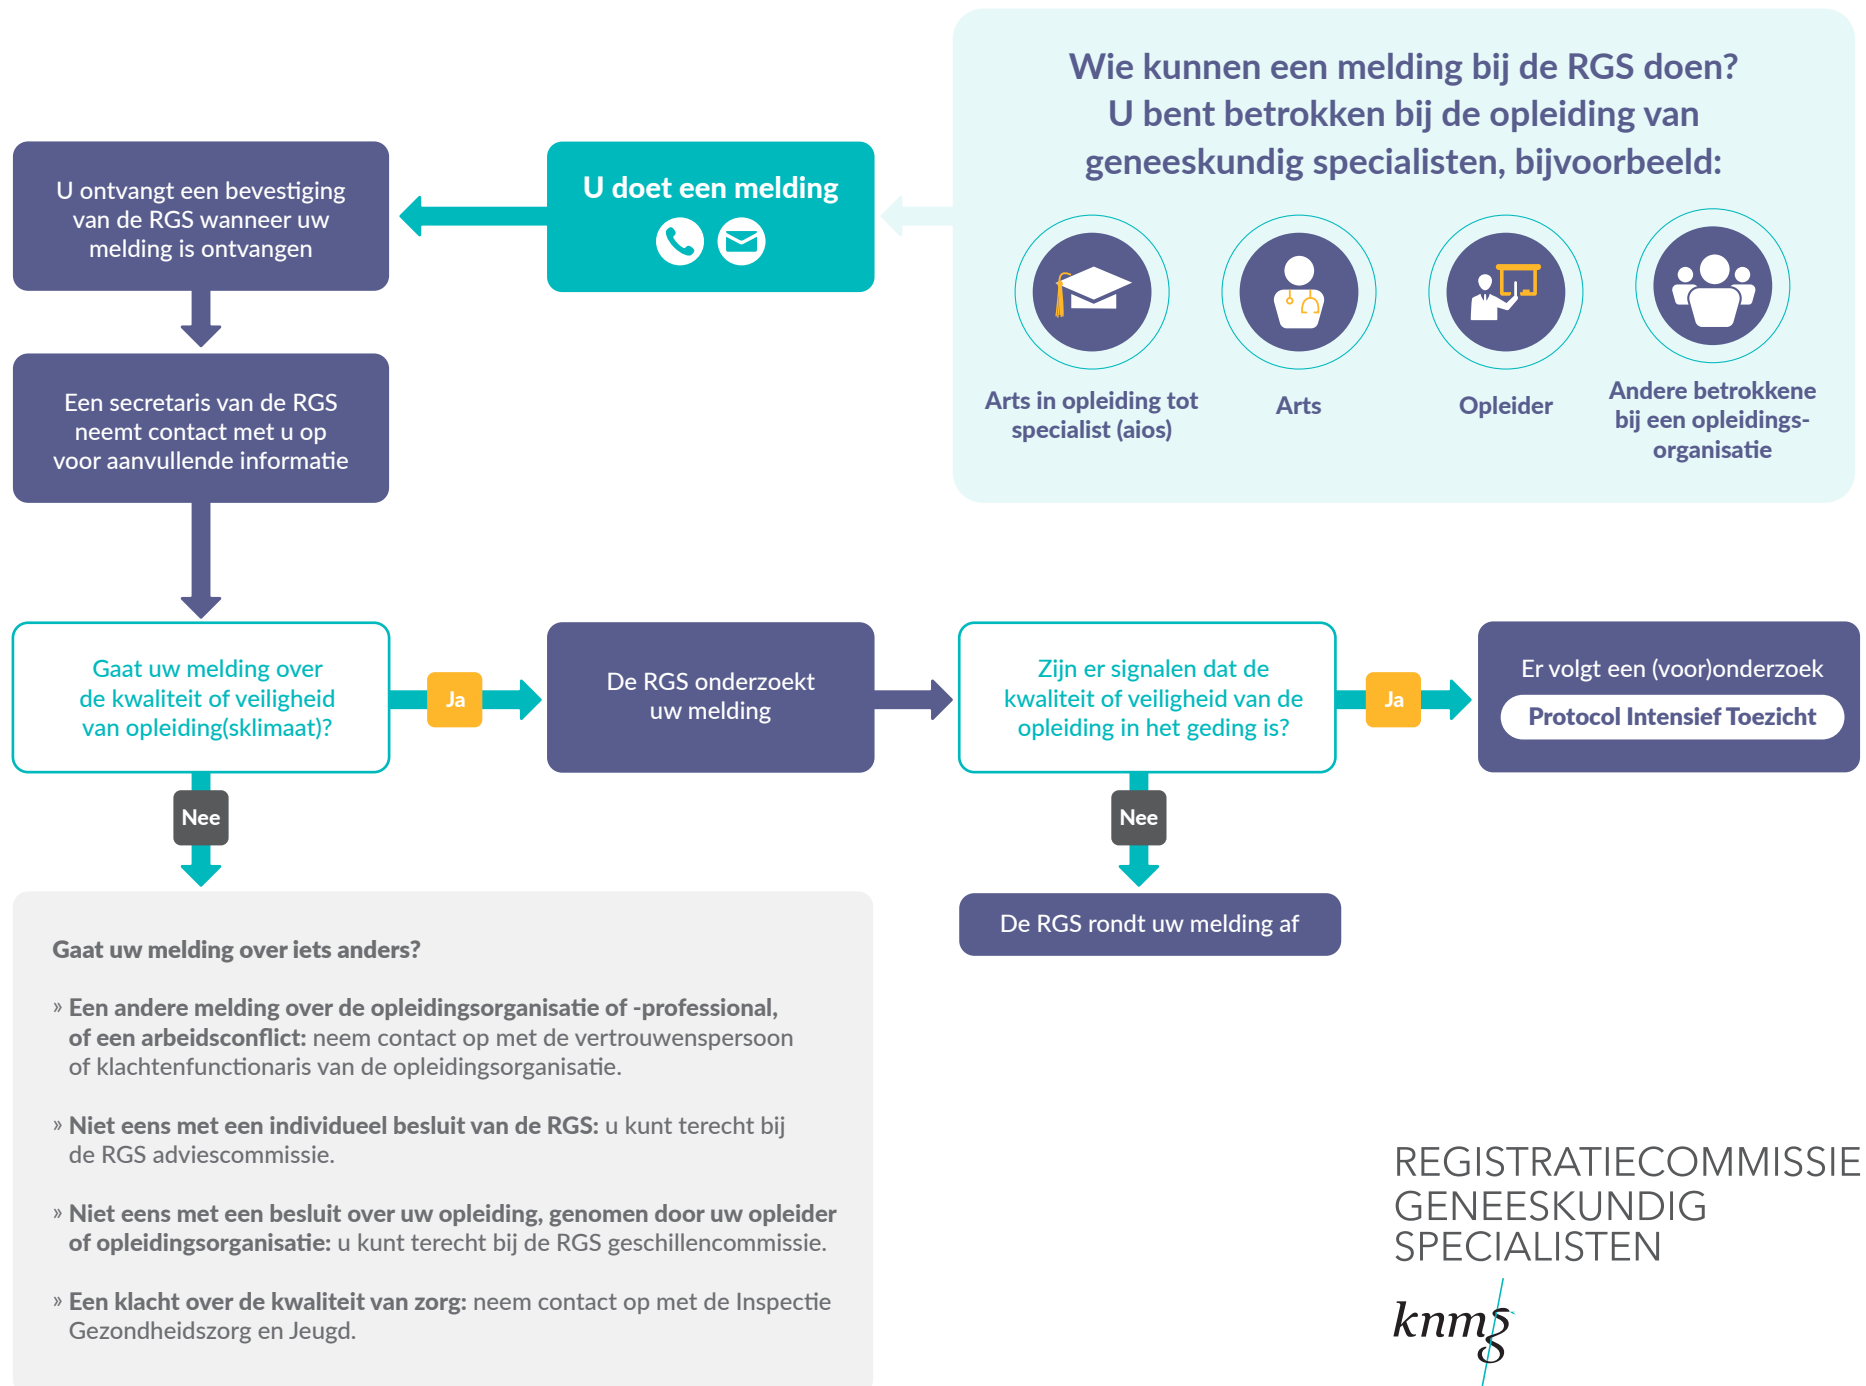 Wie kunnen een melding bij de RGS doen?
U bent betrokken bij de opleiding van
geneeskundig specialisten, bijvoorbeeld:
Arts in opleiding tot
specialist (aios)
Arts
Opleider
Andere betrokkene
bij een opleidings-
organisatie
U doet een melding
U ontvangt een bevestiging
van de RGS wanneer uw
melding is ontvangen
Een secretaris van de RGS
neemt contact met u op
voor aanvullende informatie
Gaat uw melding over
de kwaliteit of veiligheid
van opleiding(sklimaat)?
Ja
De RGS onderzoekt
uw melding
Zijn er signalen dat de
kwaliteit of veiligheid van de
opleiding in het geding is?
Ja
Er volgt een (voor)onderzoek
Protocol Intensief Toezicht
Nee
Nee
De RGS rondt uw melding af
Gaat uw melding over iets anders?
» Een andere melding over de opleidingsorganisatie of -professional,
of een arbeidsconflict: neem contact op met de vertrouwenspersoon
of klachtenfunctionaris van de opleidingsorganisatie.
» Niet eens met een individueel besluit van de RGS: u kunt terecht bij
de RGS adviescommissie.
» Niet eens met een besluit over uw opleiding, genomen door uw opleider
of opleidingsorganisatie: u kunt terecht bij de RGS geschillencommissie.
» Een klacht over de kwaliteit van zorg: neem contact op met de Inspectie
Gezondheidszorg en Jeugd.
REGISTRATIECOMMISSIE
GENEESKUNDIG
SPECIALISTEN
knmg